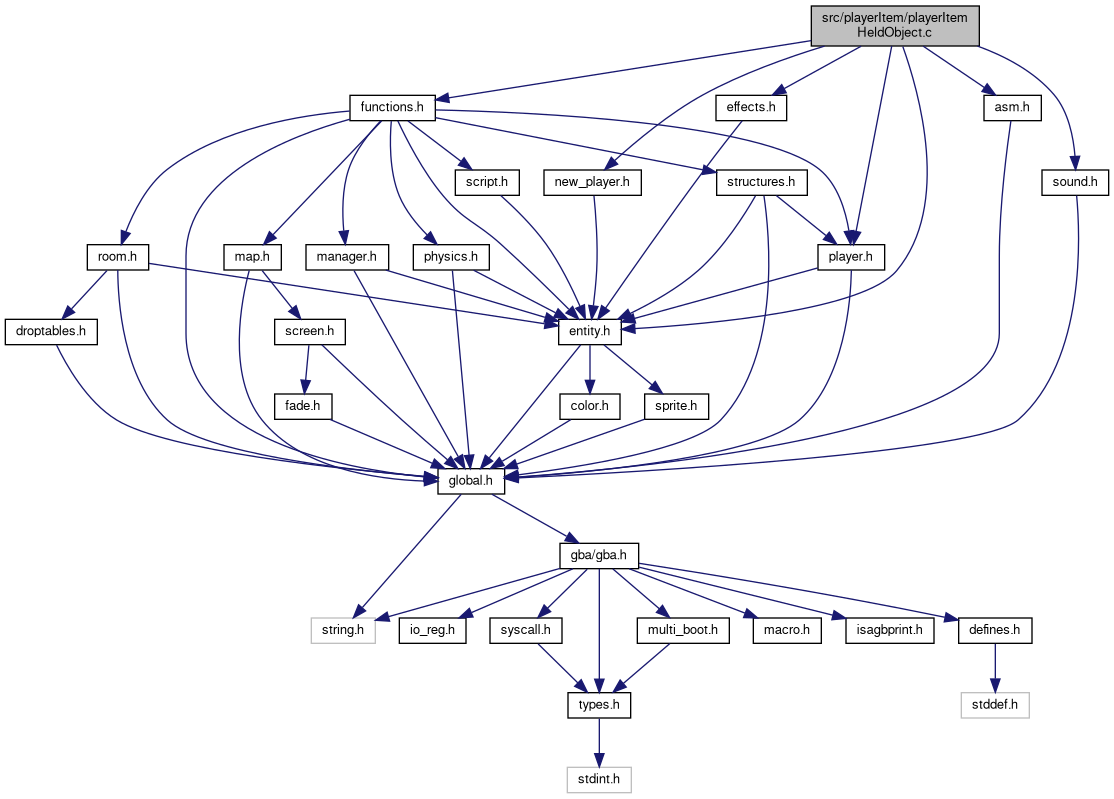 src/playerItem/playerItem
HeldObject.c
functions.h
effects.h
asm.h
script.h
new_player.h
structures.h
sound.h
room.h
map.h
manager.h
physics.h
player.h
droptables.h
screen.h
entity.h
fade.h
color.h
sprite.h
global.h
gba/gba.h
string.h
io_reg.h
syscall.h
multi_boot.h
macro.h
isagbprint.h
defines.h
types.h
stddef.h
stdint.h